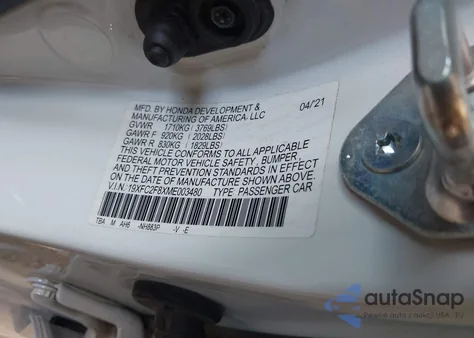 MFD. BY HONDA DEVELOPMENT & 04/21
MANUFACTURING OF AMERICA, LLC
GVWR 1710KG( 3769LBS)
GAWR F 920KG( 2028LBS)
GAWR R 830KG( 1829LBS)
THIS VEHICLE CONFORMS TO ALL APPLICABLE
FEDERAL MOTOR VEHICLE SAFETY, BUMPER,
AND THEFT PREVENTION STANDARDS IN EFFECT
ON THE DATE OF MANUFACTURE SHOWN ABOVE.
V.I.N.: 19XFC2F8XME003480 TYPE: PASSENGER CAR
TBA M AH6 -NH883P -V -E
autoSnap